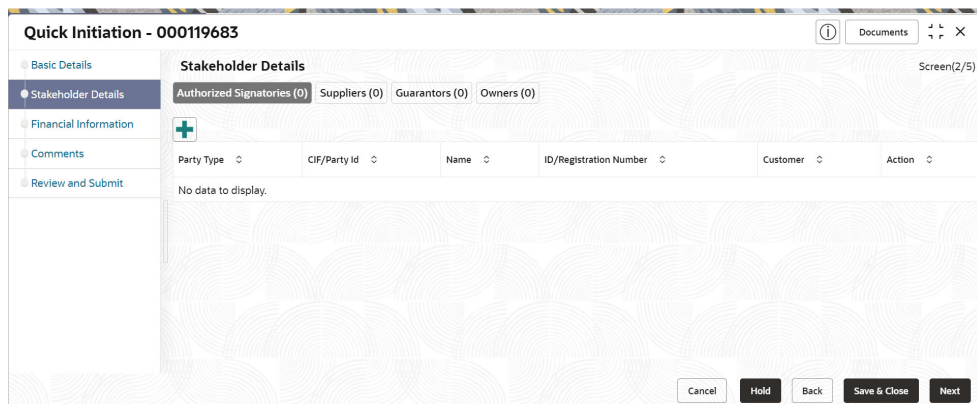 Quick Initiation - 000119683
Documents
Basic Details
Stakeholder Details
Financial Information
Comments
Review and Submit
Stakeholder Details
Screen(2/5)
Authorized Signatories (0) Suppliers (0) Guarantors (0) Owners (0)
Party Type CIF/Party Id Name ID/Registration Number Customer Action
No data to display.
Cancel Hold Back Save & Close Next